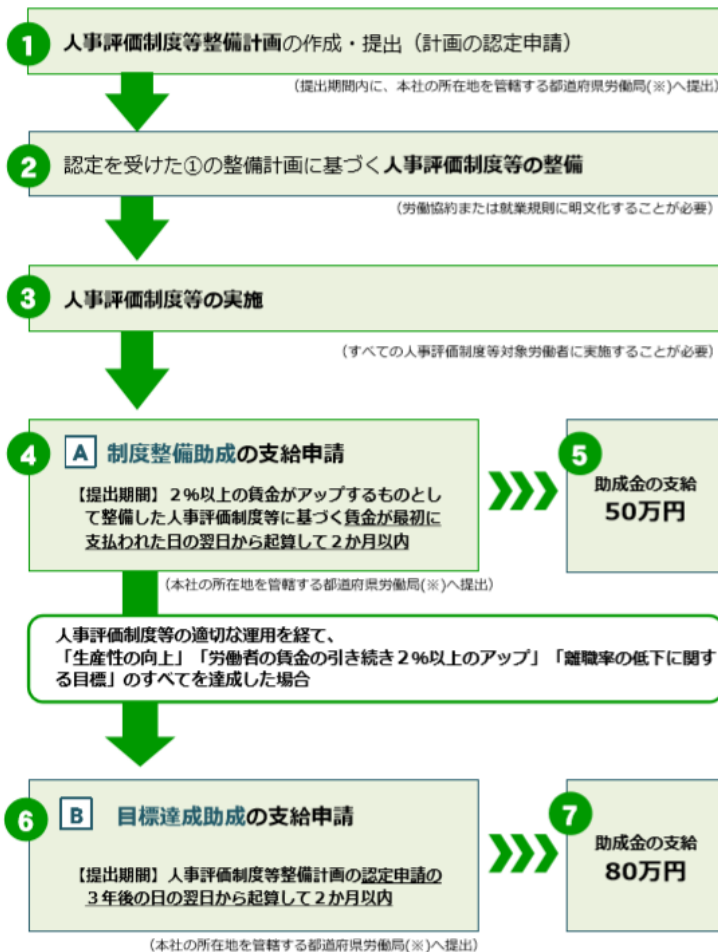 1 人事評価制度等整備計画の作成・提出（計画の認定申請）
（提出期間内に、本社の所在地を管轄する都道府県労働局(※)へ提出）
2 認定を受けた①の整備計画に基づく人事評価制度等の整備
（労働協約または就業規則に明文化することが必要）
3 人事評価制度等の実施
（すべての人事評価制度等対象労働者に実施することが必要）
4 A 制度整備助成の支給申請
【提出期間】２％以上の賃金がアップするものとし
て整備した人事評価制度等に基づく賃金が最初に
支払われた日の翌日から起算して２か月以内
（本社の所在地を管轄する都道府県労働局(※)へ提出）
5
助成金の支給
50万円
人事評価制度等の適切な運用を経て、
「生産性の向上」「労働者の賃金の引き続き２％以上のアップ」「離職率の低下に関す
る目標」のすべてを達成した場合
6 B 目標達成助成の支給申請
【提出期間】人事評価制度等整備計画の認定申請の
３年後の日の翌日から起算して２か月以内
（本社の所在地を管轄する都道府県労働局(※)へ提出）
7
助成金の支給
80万円